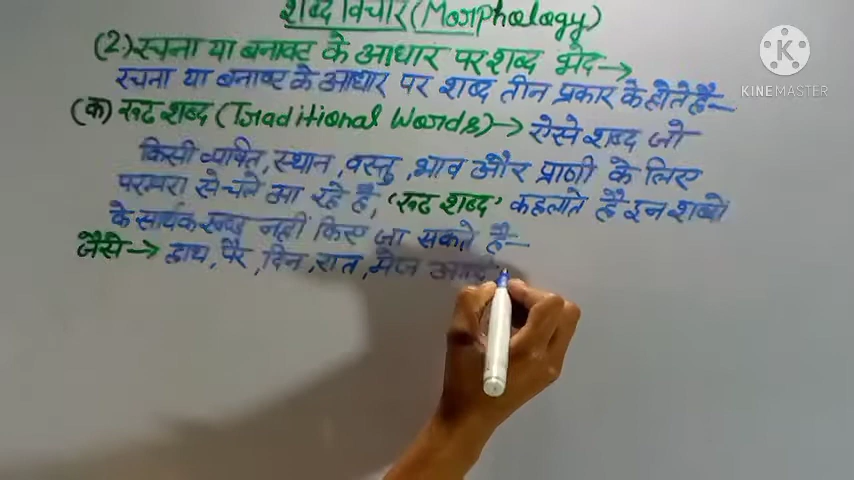 शब्द विचार (Morphology)
(2.) रचना या बनावट के आधार पर शब्द भेद →
रचना या बनावट के आधार पर शब्द तीन प्रकार के होते है-
(क) रूढ शब्द (Traditional Words) → ऐसे शब्द जो
किसी व्यक्ति, स्थान, वस्तु, भाव और प्राणी के लिए
परम्परा से चले आ रहे है, 'रूढ शब्द' कहलाते है इन शब्दो
के सार्थक खण्ड नहीं किए जा सकते है-
जैसे → हाथ, पैर, दिन, रात, मेज आदि
KINEMASTER